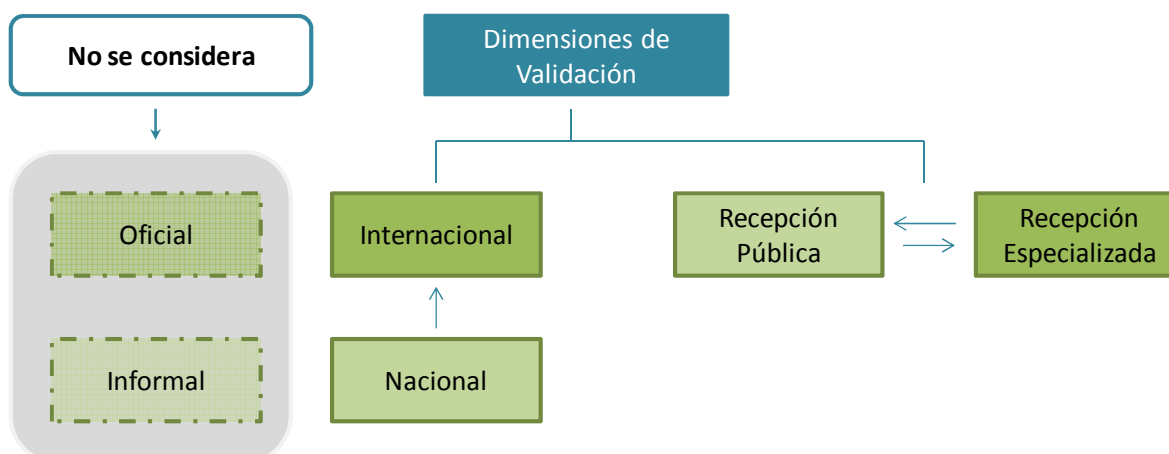 No se considera
Dimensiones de
Validación
Oficial
Internacional
Recepción
Pública
Recepción
Especializada
Informal
Nacional